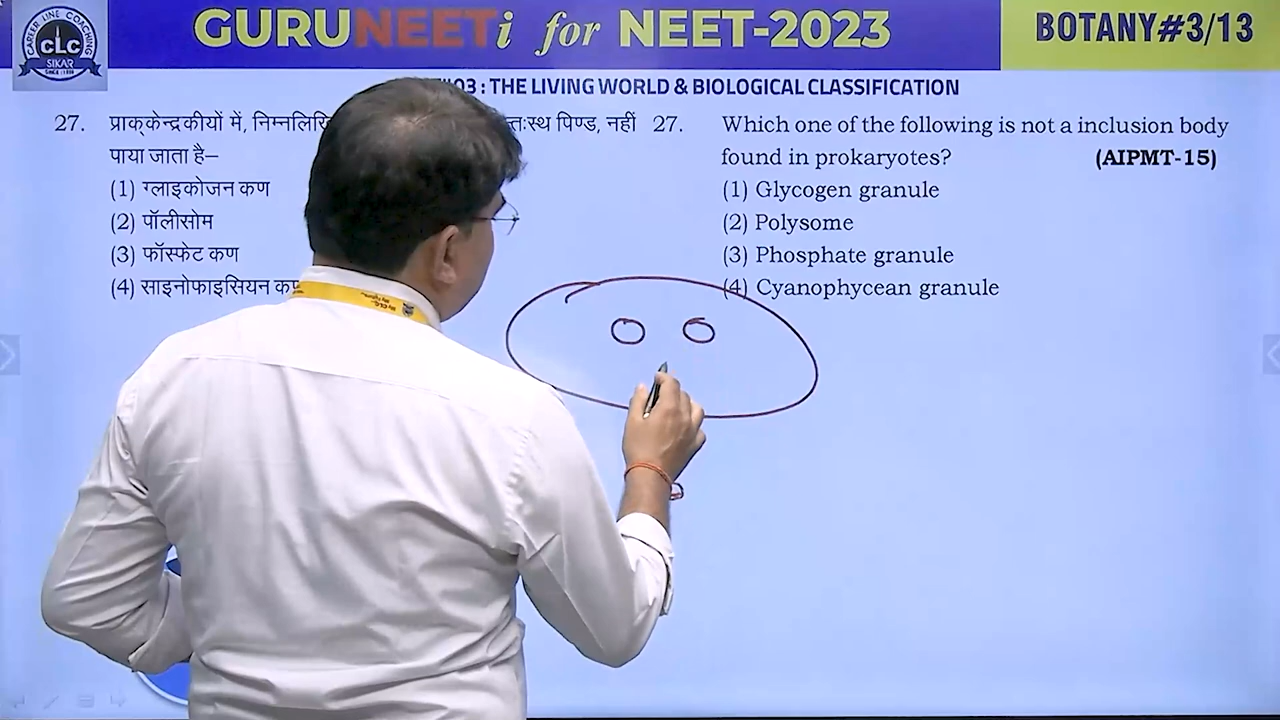 CAREER LINE COACHING
CLC
SIKAR
SINCE : 1996
GURUNEETi for NEET-2023
BOTANY#3/13
03 : THE LIVING WORLD & BIOLOGICAL CLASSIFICATION
27. प्राक्केन्द्रकीयों में, निम्नलिखि तःस्थ पिण्ड, नहीं
पाया जाता है–
(1) ग्लाइकोजन कण
(2) पॉलीसोम
(3) फॉस्फेट कण
(4) साइनोफाइसियन कण
27. Which one of the following is not a inclusion body
found in prokaryotes? (AIPMT-15)
(1) Glycogen granule
(2) Polysome
(3) Phosphate granule
(4) Cyanophycean granule